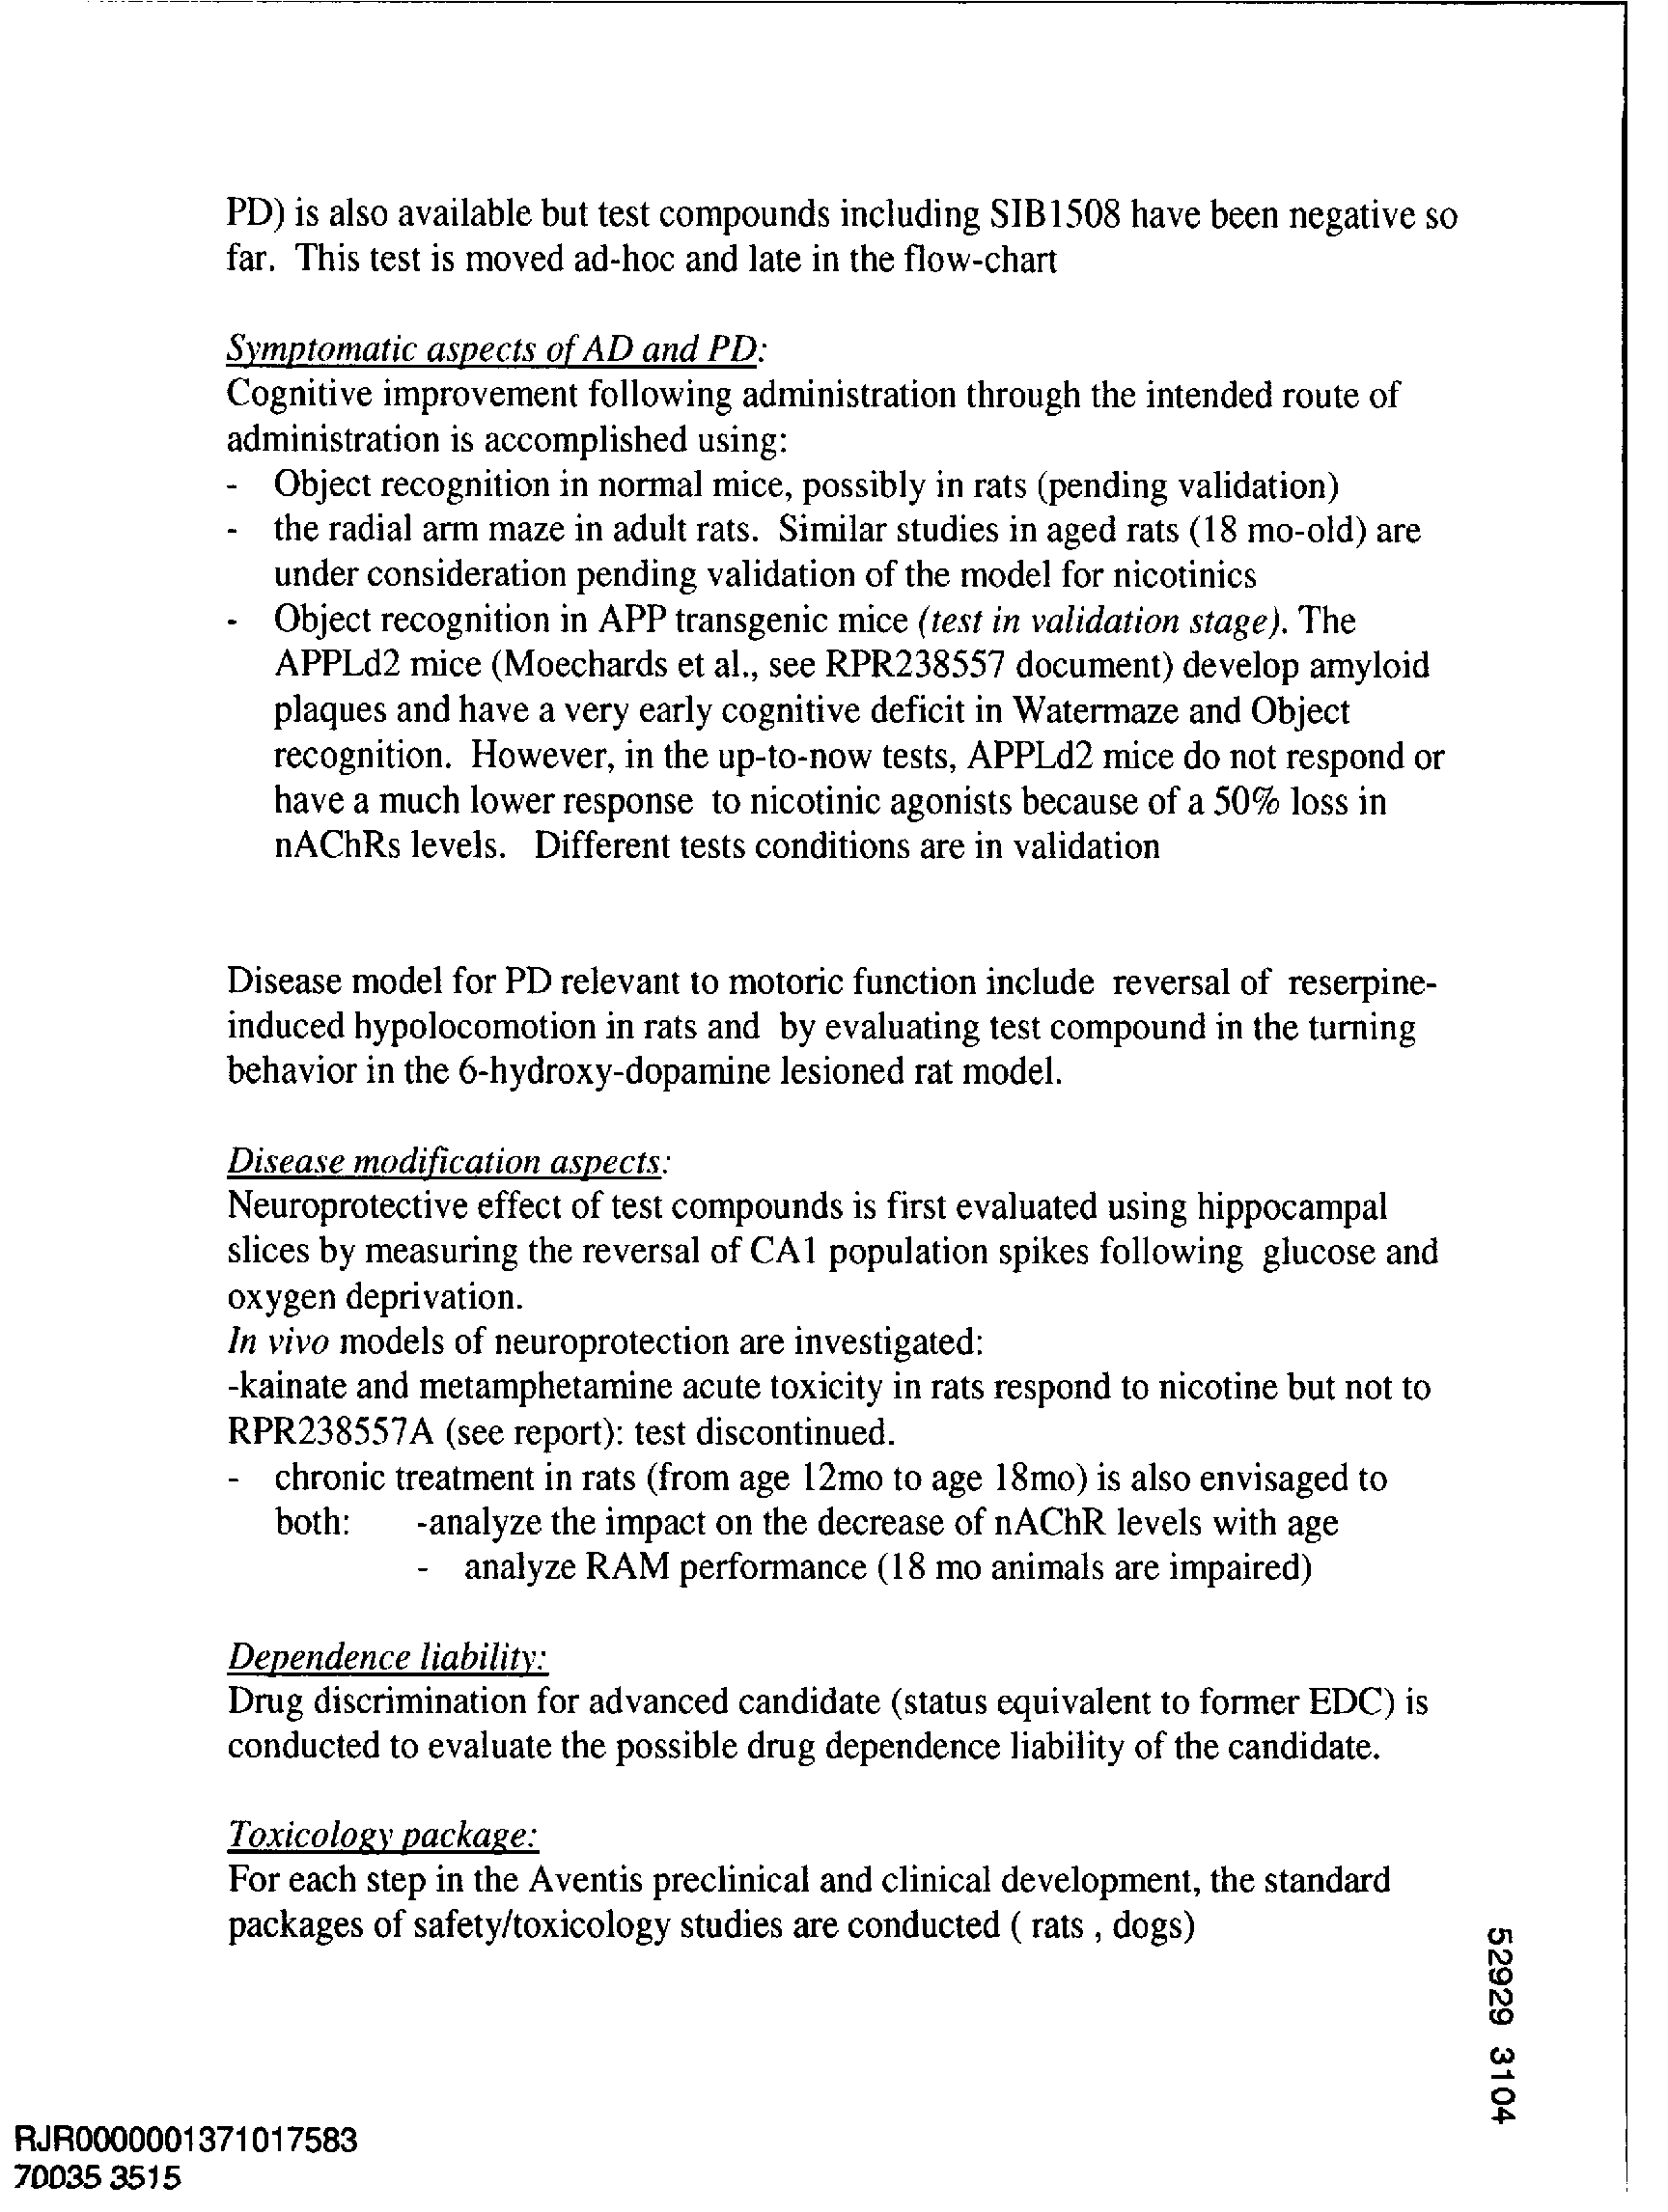 PD) is also available but test compounds including SIB1508 have been negative so
far. This test is moved ad-hoc and late in the flow-chart
Symptomatic aspects of AD and PD:
Cognitive improvement following administration through the intended route of
administration is accomplished using:
- Object recognition in normal mice, possibly in rats (pending validation)
- the radial arm maze in adult rats. Similar studies in aged rats (18 mo-old) are
under consideration pending validation of the model for nicotinics
- Object recognition in APP transgenic mice (test in validation stage). The
APPLd2 mice (Moechards et al., see RPR238557 document) develop amyloid
plaques and have a very early cognitive deficit in Watermaze and Object
recognition. However, in the up-to-now tests, APPLd2 mice do not respond or
have a much lower response to nicotinic agonists because of a 50% loss in
nAChRs levels. Different tests conditions are in validation
Disease model for PD relevant to motoric function include reversal of reserpine-
induced hypolocomotion in rats and by evaluating test compound in the turning
behavior in the 6-hydroxy-dopamine lesioned rat model.
Disease modification aspects:
Neuroprotective effect of test compounds is first evaluated using hippocampal
slices by measuring the reversal of CA1 population spikes following glucose and
oxygen deprivation.
In vivo models of neuroprotection are investigated:
-kainate and metamphetamine acute toxicity in rats respond to nicotine but not to
RPR238557A (see report): test discontinued.
- chronic treatment in rats (from age 12mo to age 18mo) is also envisaged to
both: -analyze the impact on the decrease of nAChR levels with age
- analyze RAM performance (18 mo animals are impaired)
Dependence liability:
Drug discrimination for advanced candidate (status equivalent to former EDC) is
conducted to evaluate the possible drug dependence liability of the candidate.
Toxicology package:
For each step in the Aventis preclinical and clinical development, the standard
packages of safety/toxicology studies are conducted ( rats , dogs)
52929 3104
RJR0000001371017583
70035 3515